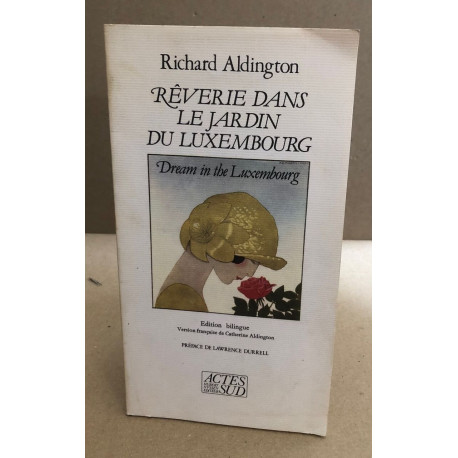 Richard Aldington
RÊVERIE DANS
LE JARDIN
DU LUXEMBOURG
Dream in the Luxembourg
Edition bilingue
Version française de Catherine Aldington
PRÉFACE DE LAWRENCE DURRELL
ACTES
SUD